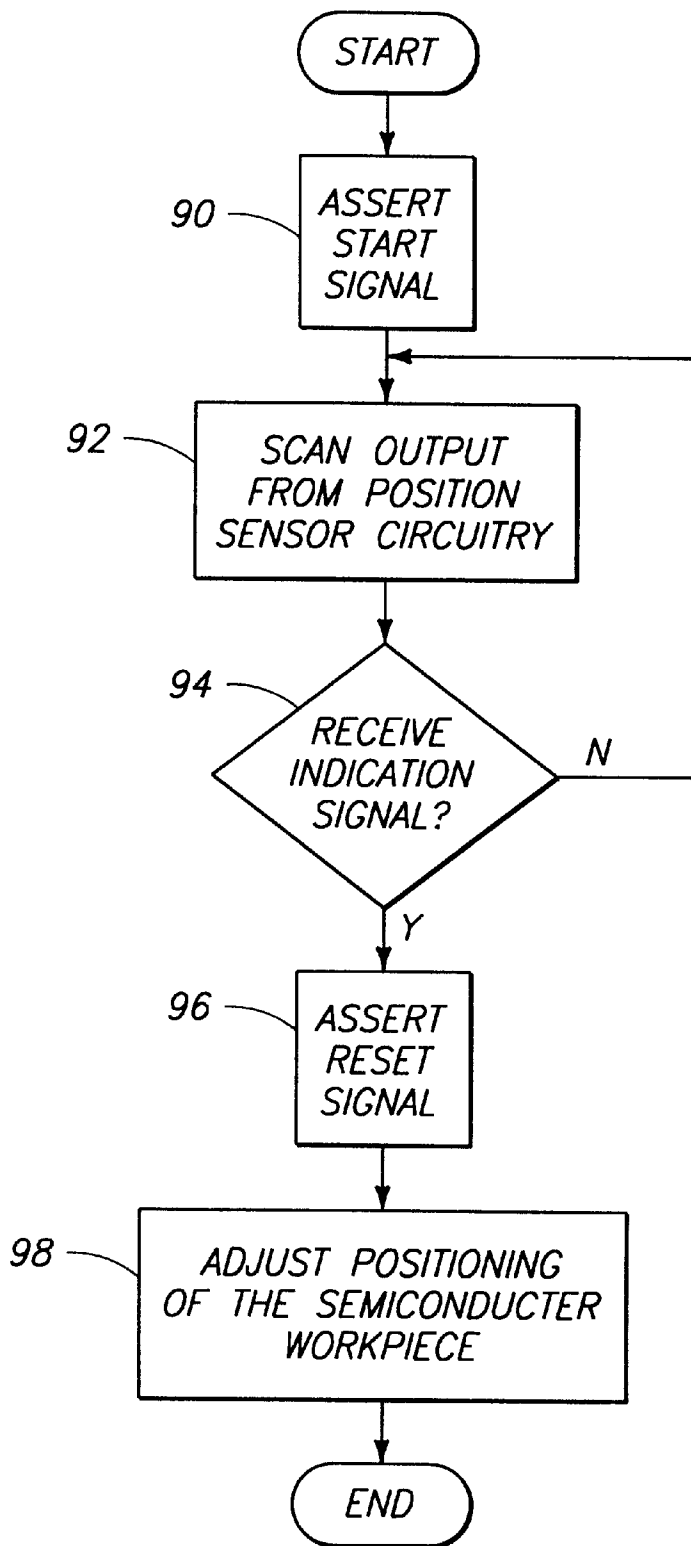 START
90
ASSERT
START
SIGNAL
92
SCAN OUTPUT
FROM POSITION
SENSOR CIRCUITRY
94
RECEIVE
INDICATION
SIGNAL?
N
Y
96
ASSERT
RESET
SIGNAL
98
ADJUST POSITIONING
OF THE SEMICONDUCTER
WORKPIECE
END